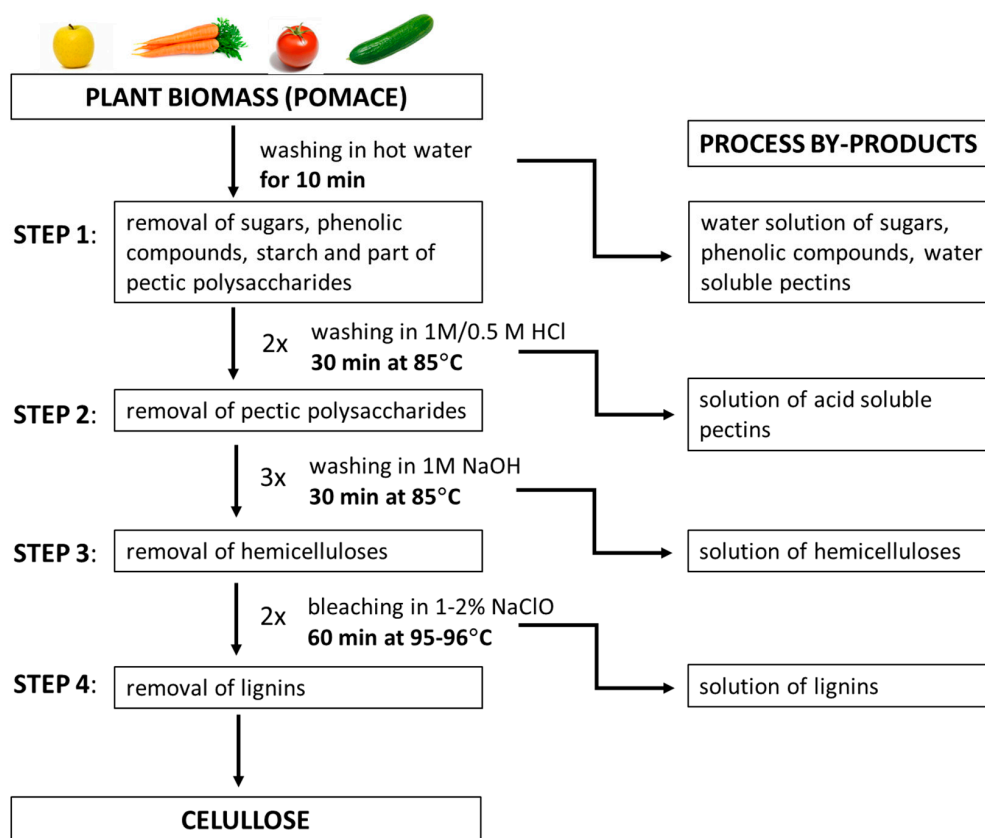 PLANT BIOMASS (POMACE)
washing in hot water
for 10 min
PROCESS BY-PRODUCTS
STEP 1:
removal of sugars, phenolic
compounds, starch and part of
pectic polysaccharides
water solution of sugars,
phenolic compounds, water
soluble pectins
2x
washing in 1M/0.5 M HCl
30 min at 85°C
STEP 2:
removal of pectic polysaccharides
solution of acid soluble
pectins
3x
washing in 1M NaOH
30 min at 85°C
STEP 3:
removal of hemicelluloses
solution of hemicelluloses
2x
bleaching in 1-2% NaClO
60 min at 95-96°C
STEP 4:
removal of lignins
solution of lignins
CELULLOSE